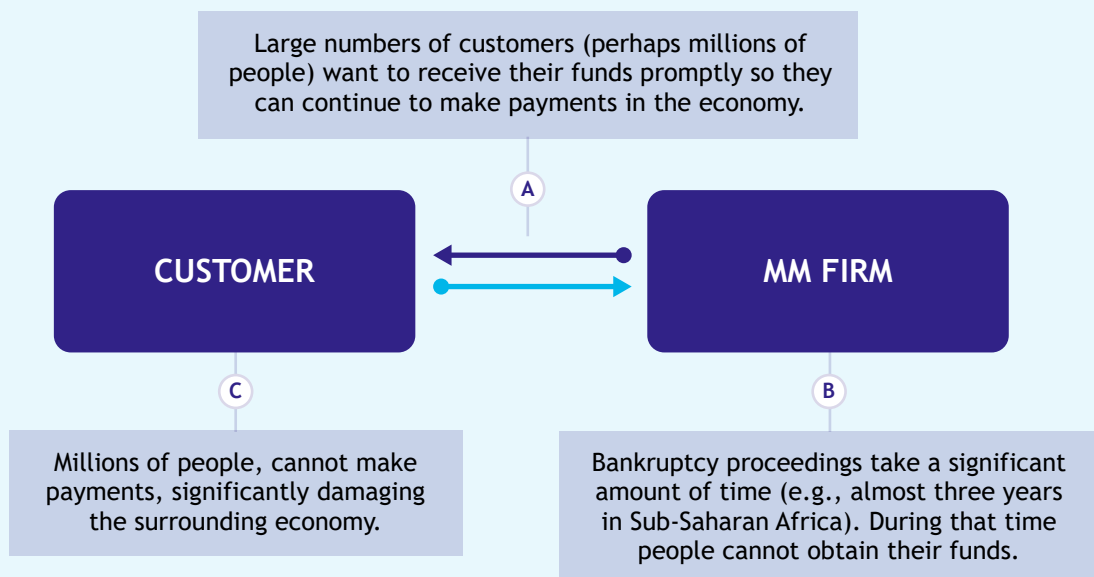 Large numbers of customers (perhaps millions of
people) want to receive their funds promptly so they
can continue to make payments in the economy.
A
CUSTOMER
MM FIRM
C
B
Millions of people, cannot make
payments, significantly damaging
the surrounding economy.
Bankruptcy proceedings take a significant
amount of time (e.g., almost three years
in Sub-Saharan Africa). During that time
people cannot obtain their funds.